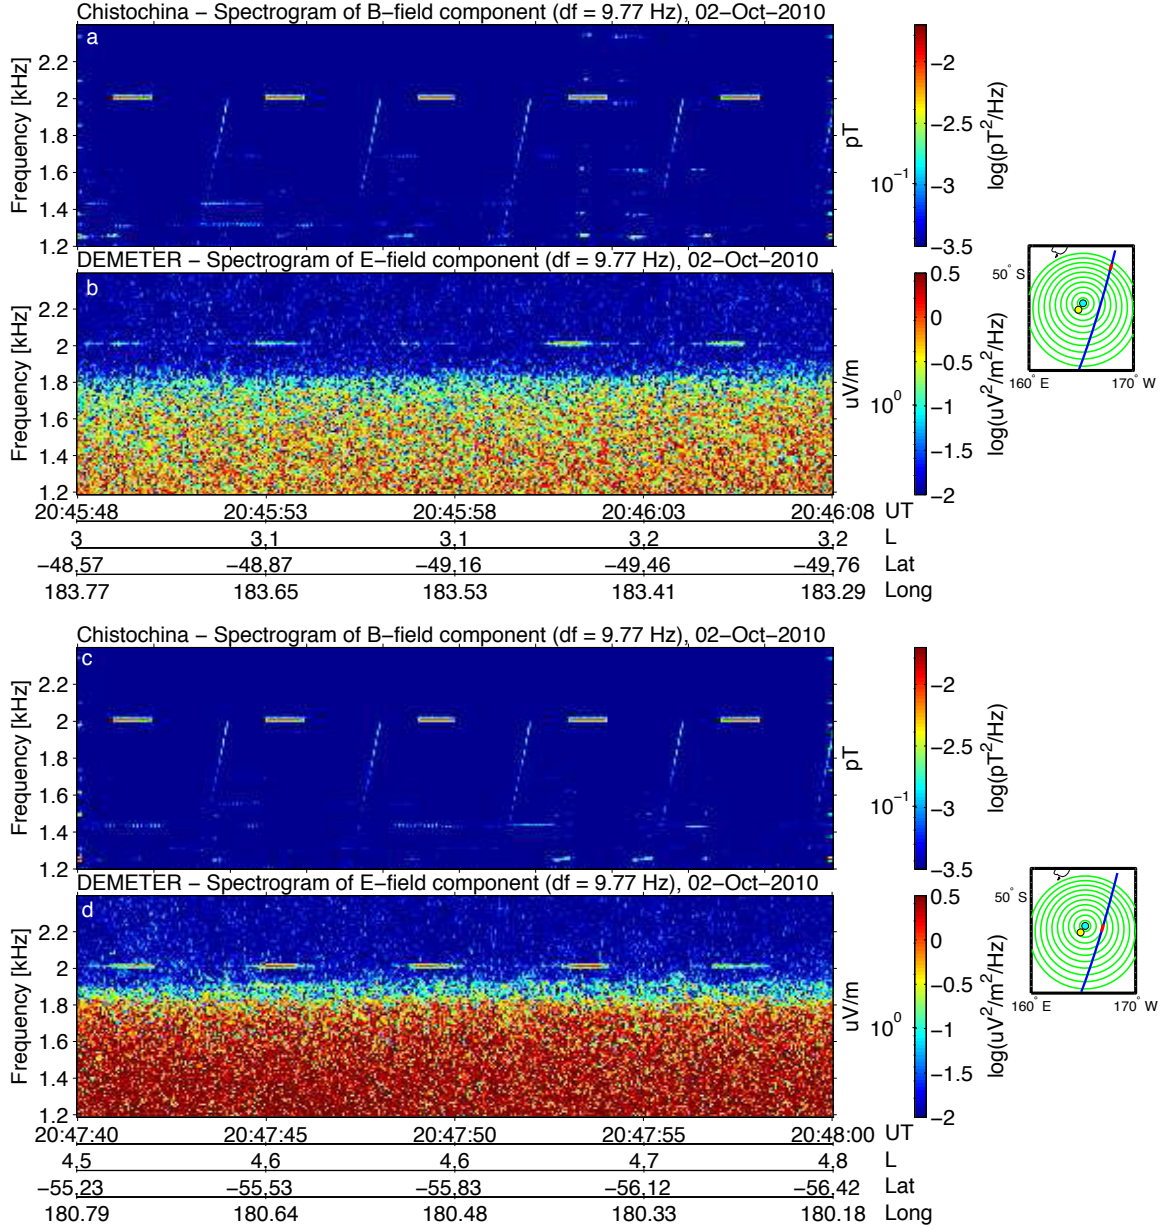 Chistochina – Spectrogram of B–field component (df = 9.77 Hz), 02–Oct–2010
a
Frequency [kHz]
2.2
2
1.8
1.6
1.4
1.2
pT
10⁻¹
−2
−2.5
−3
−3.5
log(pT²/Hz)
DEMETER – Spectrogram of E–field component (df = 9.77 Hz), 02–Oct–2010
b
Frequency [kHz]
2.2
2
1.8
1.6
1.4
1.2
uV/m
10⁰
0.5
0
−0.5
−1
−1.5
−2
log(uV²/m²/Hz)
50° S
160° E 170° W
20:45:48 20:45:53 20:45:58 20:46:03 20:46:08 UT
3 3.1 3.1 3.2 3.2 L
−48.57 −48.87 −49.16 −49.46 −49.76 Lat
183.77 183.65 183.53 183.41 183.29 Long
Chistochina – Spectrogram of B–field component (df = 9.77 Hz), 02–Oct–2010
c
Frequency [kHz]
2.2
2
1.8
1.6
1.4
1.2
pT
10⁻¹
−2
−2.5
−3
−3.5
log(pT²/Hz)
DEMETER – Spectrogram of E–field component (df = 9.77 Hz), 02–Oct–2010
d
Frequency [kHz]
2.2
2
1.8
1.6
1.4
1.2
uV/m
10⁰
0.5
0
−0.5
−1
−1.5
−2
log(uV²/m²/Hz)
50° S
160° E 170° W
20:47:40 20:47:45 20:47:50 20:47:55 20:48:00 UT
4.5 4.6 4.6 4.7 4.8 L
−55.23 −55.53 −55.83 −56.12 −56.42 Lat
180.79 180.64 180.48 180.33 180.18 Long